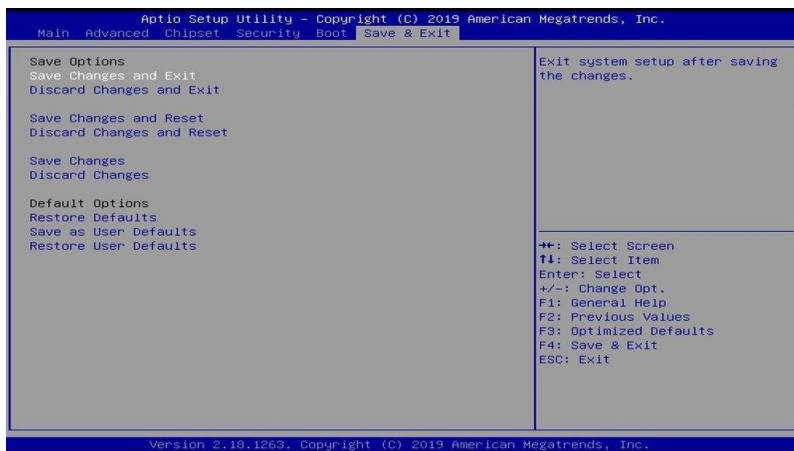 Aptio Setup Utility – Copyright (C) 2019 American Megatrends, Inc.
Main Advanced Chipset Security Boot Save & Exit
Save Options
Save Changes and Exit
Discard Changes and Exit
Save Changes and Reset
Discard Changes and Reset
Save Changes
Discard Changes
Default Options
Restore Defaults
Save as User Defaults
Restore User Defaults
Exit system setup after saving
the changes.
→←: Select Screen
↑↓: Select Item
Enter: Select
+/-: Change Opt.
F1: General Help
F2: Previous Values
F3: Optimized Defaults
F4: Save & Exit
ESC: Exit
Version 2.18.1263. Copyright (C) 2019 American Megatrends, Inc.